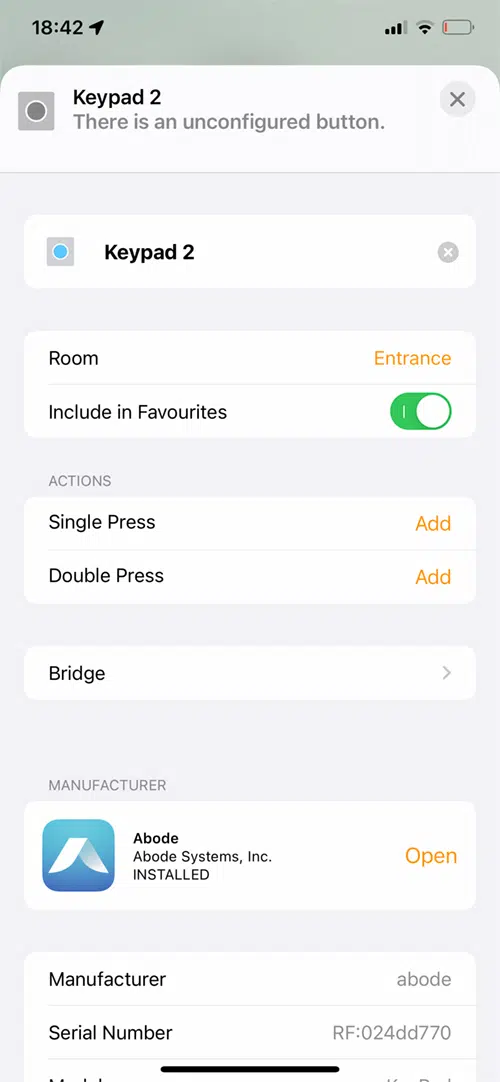 18:42
Keypad 2
There is an unconfigured button.
Keypad 2
Room
Entrance
Include in Favourites
ACTIONS
Single Press
Add
Double Press
Add
Bridge
MANUFACTURER
Abode
Abode Systems, Inc.
INSTALLED
Open
Manufacturer
abode
Serial Number
RF:024dd770